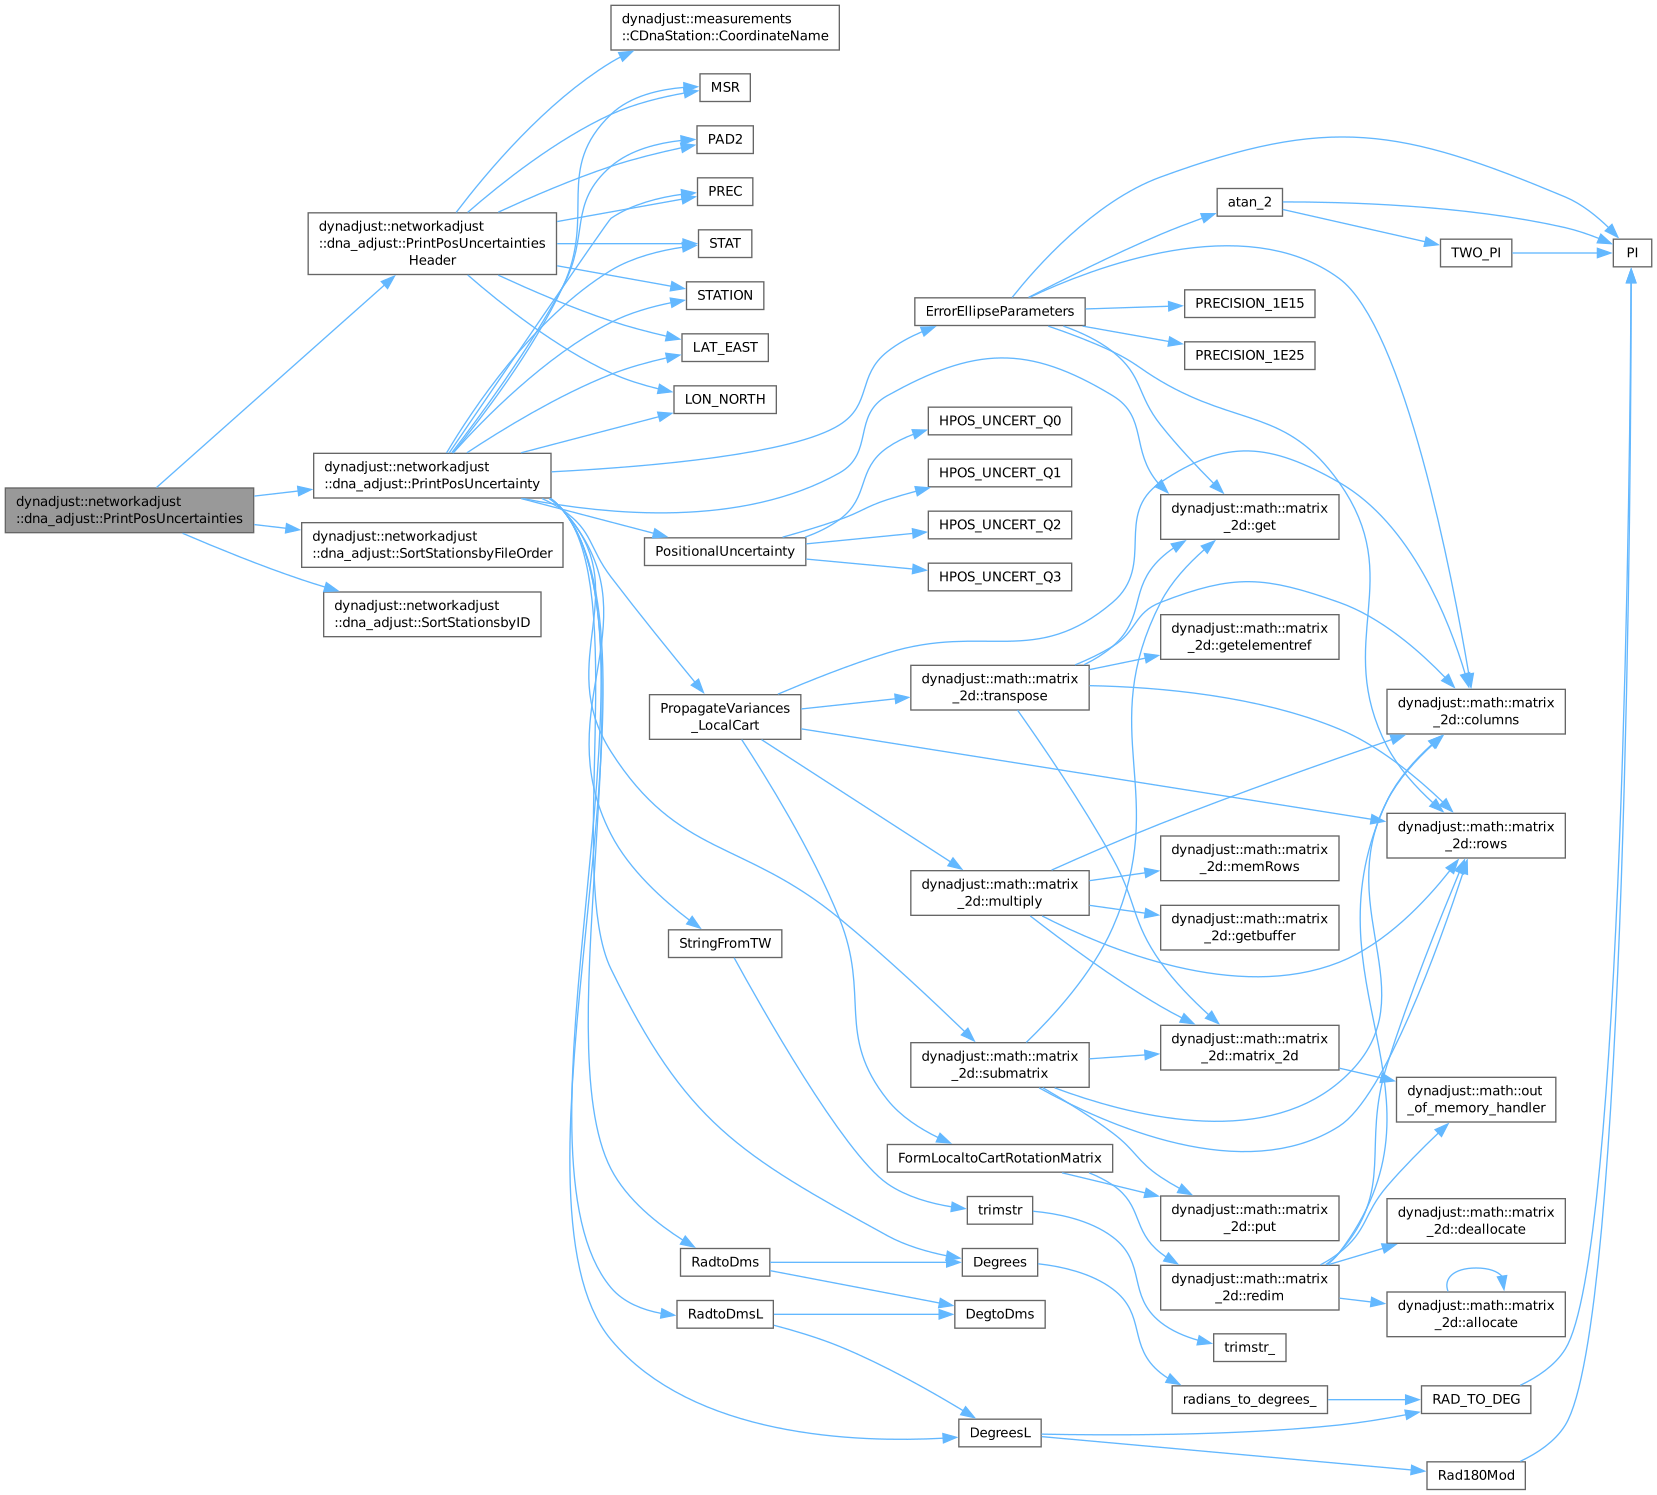 dynadjust::networkadjust
::dna_adjust::PrintPosUncertainties
dynadjust::networkadjust
::dna_adjust::PrintPosUncertainties
Header
dynadjust::networkadjust
::dna_adjust::PrintPosUncertainty
dynadjust::networkadjust
::dna_adjust::SortStationsbyFileOrder
dynadjust::networkadjust
::dna_adjust::SortStationsbyID
dynadjust::measurements
::CDnaStation::CoordinateName
MSR
PAD2
PREC
STAT
STATION
LAT_EAST
LON_NORTH
PositionalUncertainty
PropagateVariances
_LocalCart
StringFromTW
RadtoDms
RadtoDmsL
ErrorEllipseParameters
HPOS_UNCERT_Q0
HPOS_UNCERT_Q1
HPOS_UNCERT_Q2
HPOS_UNCERT_Q3
dynadjust::math::matrix
_2d::transpose
dynadjust::math::matrix
_2d::multiply
dynadjust::math::matrix
_2d::submatrix
FormLocaltoCartRotationMatrix
trimstr
Degrees
DegtoDms
DegreesL
atan_2
PRECISION_1E15
PRECISION_1E25
dynadjust::math::matrix
_2d::get
dynadjust::math::matrix
_2d::getelementref
dynadjust::math::matrix
_2d::memRows
dynadjust::math::matrix
_2d::getbuffer
dynadjust::math::matrix
_2d::matrix_2d
dynadjust::math::matrix
_2d::put
dynadjust::math::matrix
_2d::redim
trimstr_
radians_to_degrees_
TWO_PI
dynadjust::math::matrix
_2d::columns
dynadjust::math::matrix
_2d::rows
dynadjust::math::out
_of_memory_handler
dynadjust::math::matrix
_2d::deallocate
dynadjust::math::matrix
_2d::allocate
RAD_TO_DEG
Rad180Mod
PI